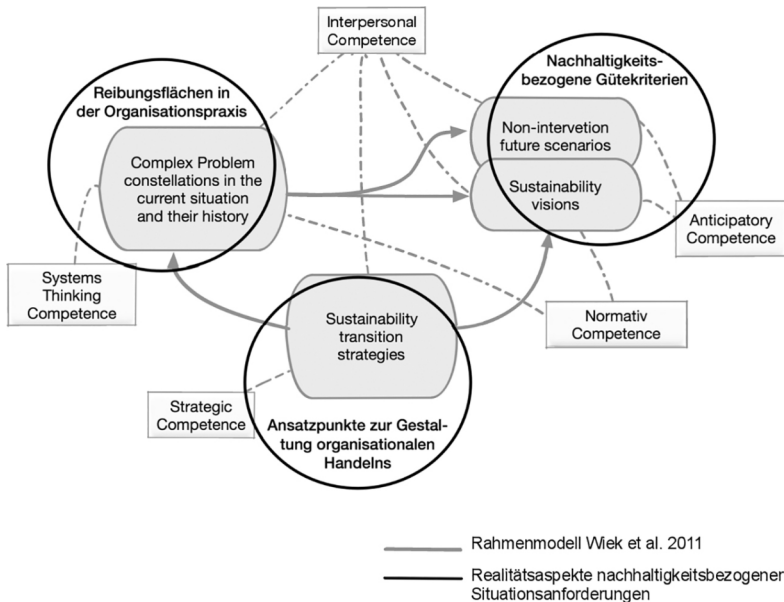 Interpersonal
Competence
Reibungsflächen in
der Organisationspraxis
Nachhaltigkeits-
bezogene Gütekriterien
Complex Problem
constellations in the
current situation
and their history
Non-intervetion
future scenarios
Sustainability
visions
Anticipatory
Competence
Systems
Thinking
Competence
Sustainability
transition
strategies
Normativ
Competence
Strategic
Competence
Ansatzpunkte zur Gestal-
tung organisationalen
Handelns
Rahmenmodell Wiek et al. 2011
Realitätsaspekte nachhaltigkeitsbezogener
Situationsanforderungen